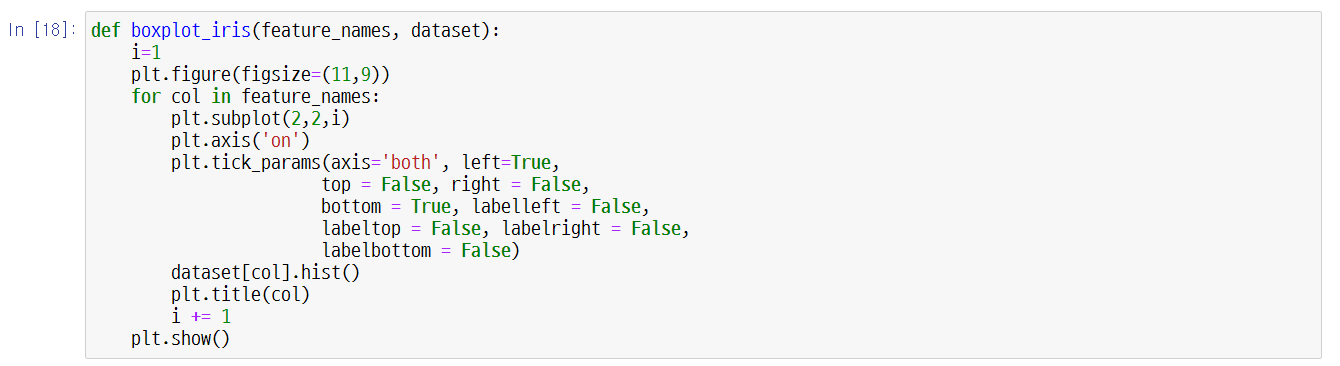 In [18]: def boxplot_iris(feature_names, dataset):
    i=1
    plt.figure(figsize=(11,9))
    for col in feature_names:
        plt.subplot(2,2,i)
        plt.axis('on')
        plt.tick_params(axis='both', left=True,
                       top = False, right = False,
                       bottom = True, labelleft = False,
                       labeltop = False, labelright = False,
                       labelbottom = False)
        dataset[col].hist()
        plt.title(col)
        i += 1
    plt.show()